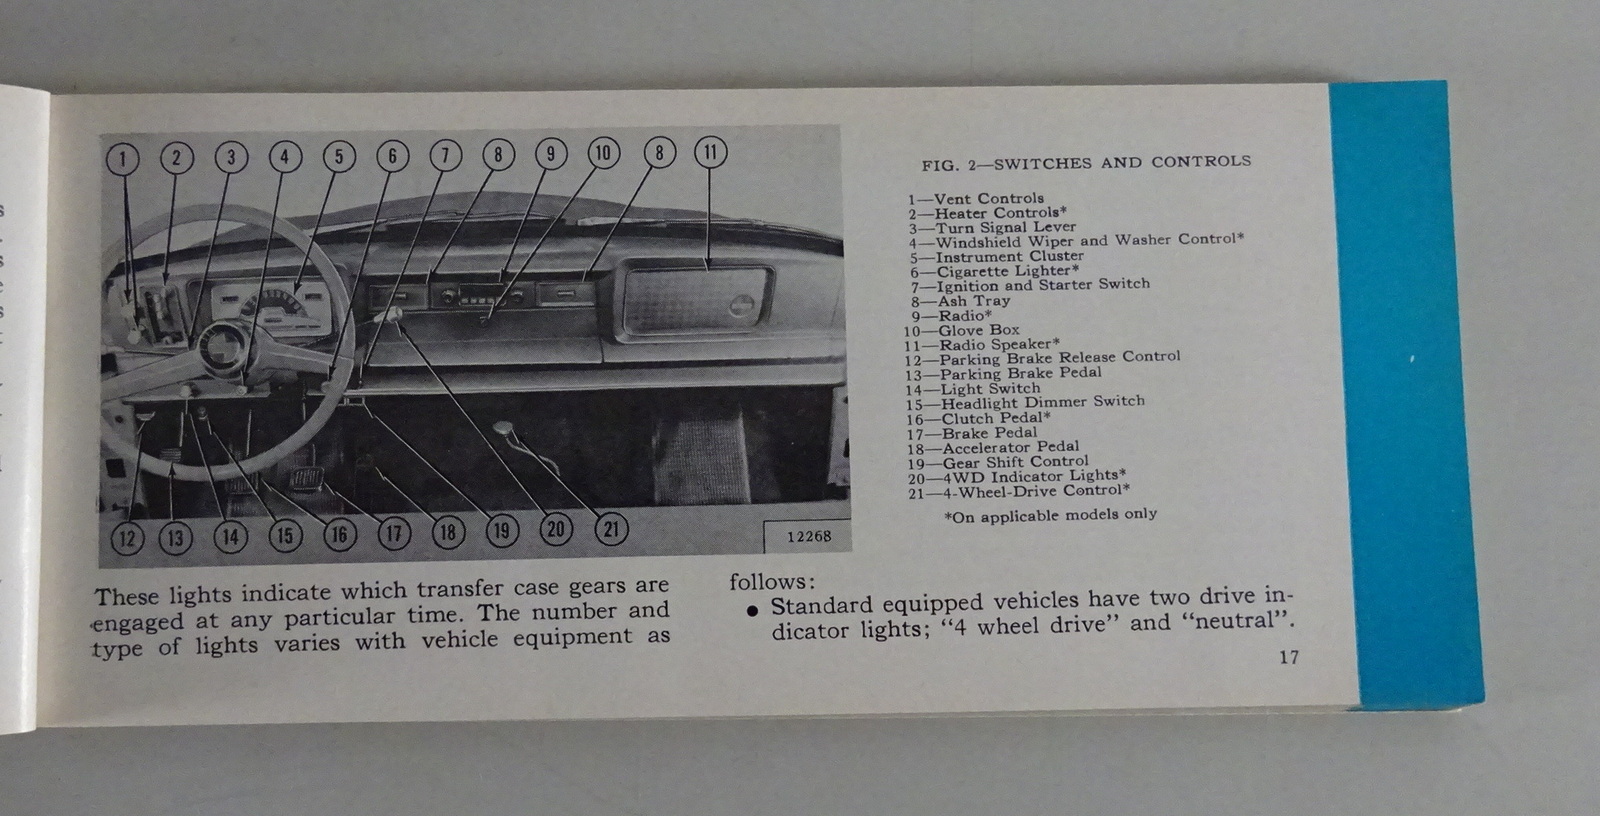 1 2 3 4 5 6 7 8 9 10 8 11
12 13 14 15 16 17 18 19 20 21
12268
FIG. 2—SWITCHES AND CONTROLS
1—Vent Controls
2—Heater Controls*
3—Turn Signal Lever
4—Windshield Wiper and Washer Control*
5—Instrument Cluster
6—Cigarette Lighter*
7—Ignition and Starter Switch
8—Ash Tray
9—Radio*
10—Glove Box
11—Radio Speaker*
12—Parking Brake Release Control
13—Parking Brake Pedal
14—Light Switch
15—Headlight Dimmer Switch
16—Clutch Pedal*
17—Brake Pedal
18—Accelerator Pedal
19—Gear Shift Control
20—4WD Indicator Lights*
21—4-Wheel-Drive Control*
*On applicable models only
These lights indicate which transfer case gears are
engaged at any particular time. The number and
type of lights varies with vehicle equipment as
follows:
● Standard equipped vehicles have two drive in-
dicator lights; “4 wheel drive” and “neutral”.
17